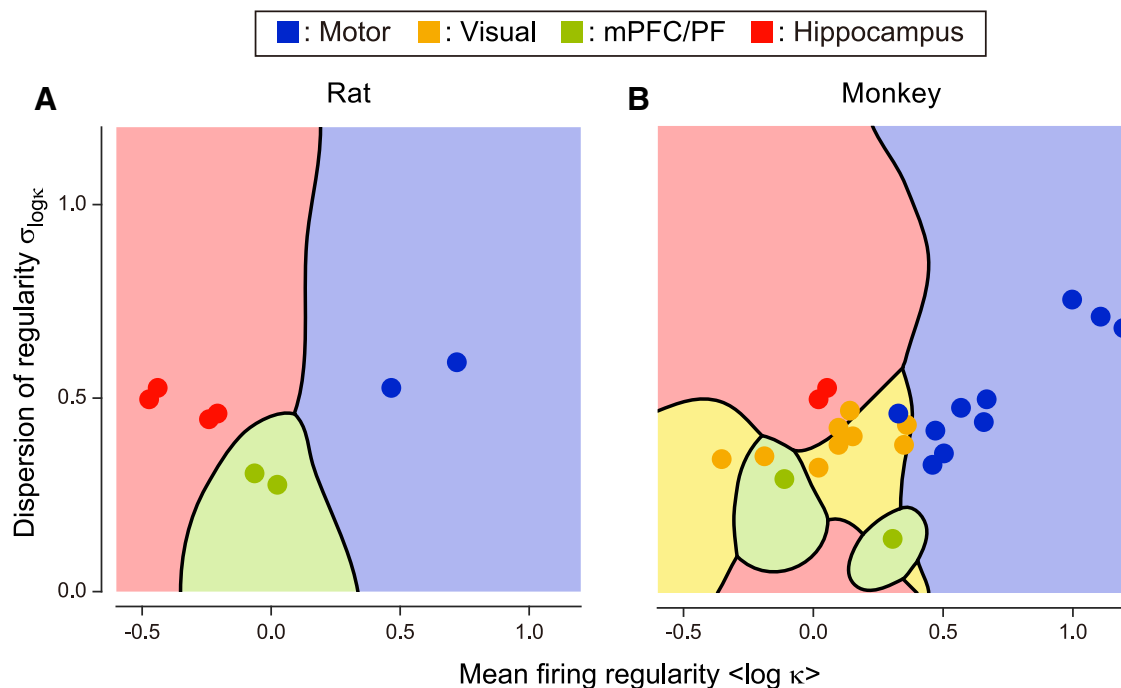 : Motor : Visual : mPFC/PF : Hippocampus
A Rat B Monkey
Dispersion of regularity σlogκ
1.0
0.5
0.0
-0.5 0.0 0.5 1.0 -0.5 0.0 0.5 1.0
Mean firing regularity <log κ>